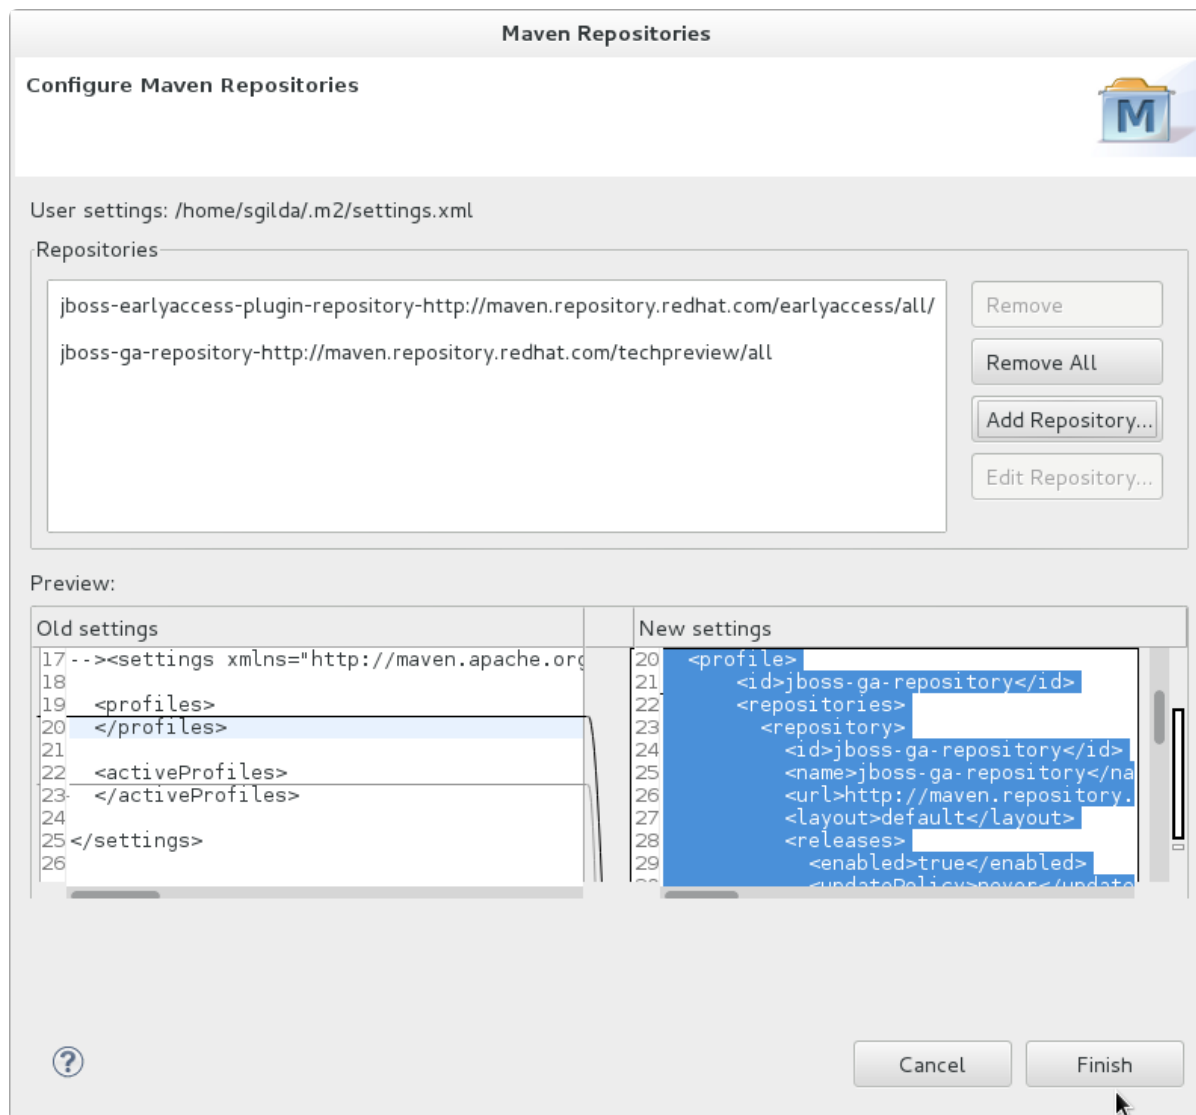 Maven Repositories
Configure Maven Repositories
M
User settings: /home/sgilda/.m2/settings.xml
Repositories
jboss-earlyaccess-plugin-repository-http://maven.repository.redhat.com/earlyaccess/all/
jboss-ga-repository-http://maven.repository.redhat.com/techpreview/all
Remove
Remove All
Add Repository...
Edit Repository...
Preview:
Old settings
17 --><settings xmlns="http://maven.apache.org
18
19 <profiles>
20 </profiles>
21
22 <activeProfiles>
23 </activeProfiles>
24
25 </settings>
26
New settings
20 <profile>
21 <id>jboss-ga-repository</id>
22 <repositories>
23 <repository>
24 <id>jboss-ga-repository</id>
25 <name>jboss-ga-repository</na
26 <url>http://maven.repository.
27 <layout>default</layout>
28 <releases>
29 <enabled>true</enabled>
<updatePolicy>never</update
?
Cancel
Finish